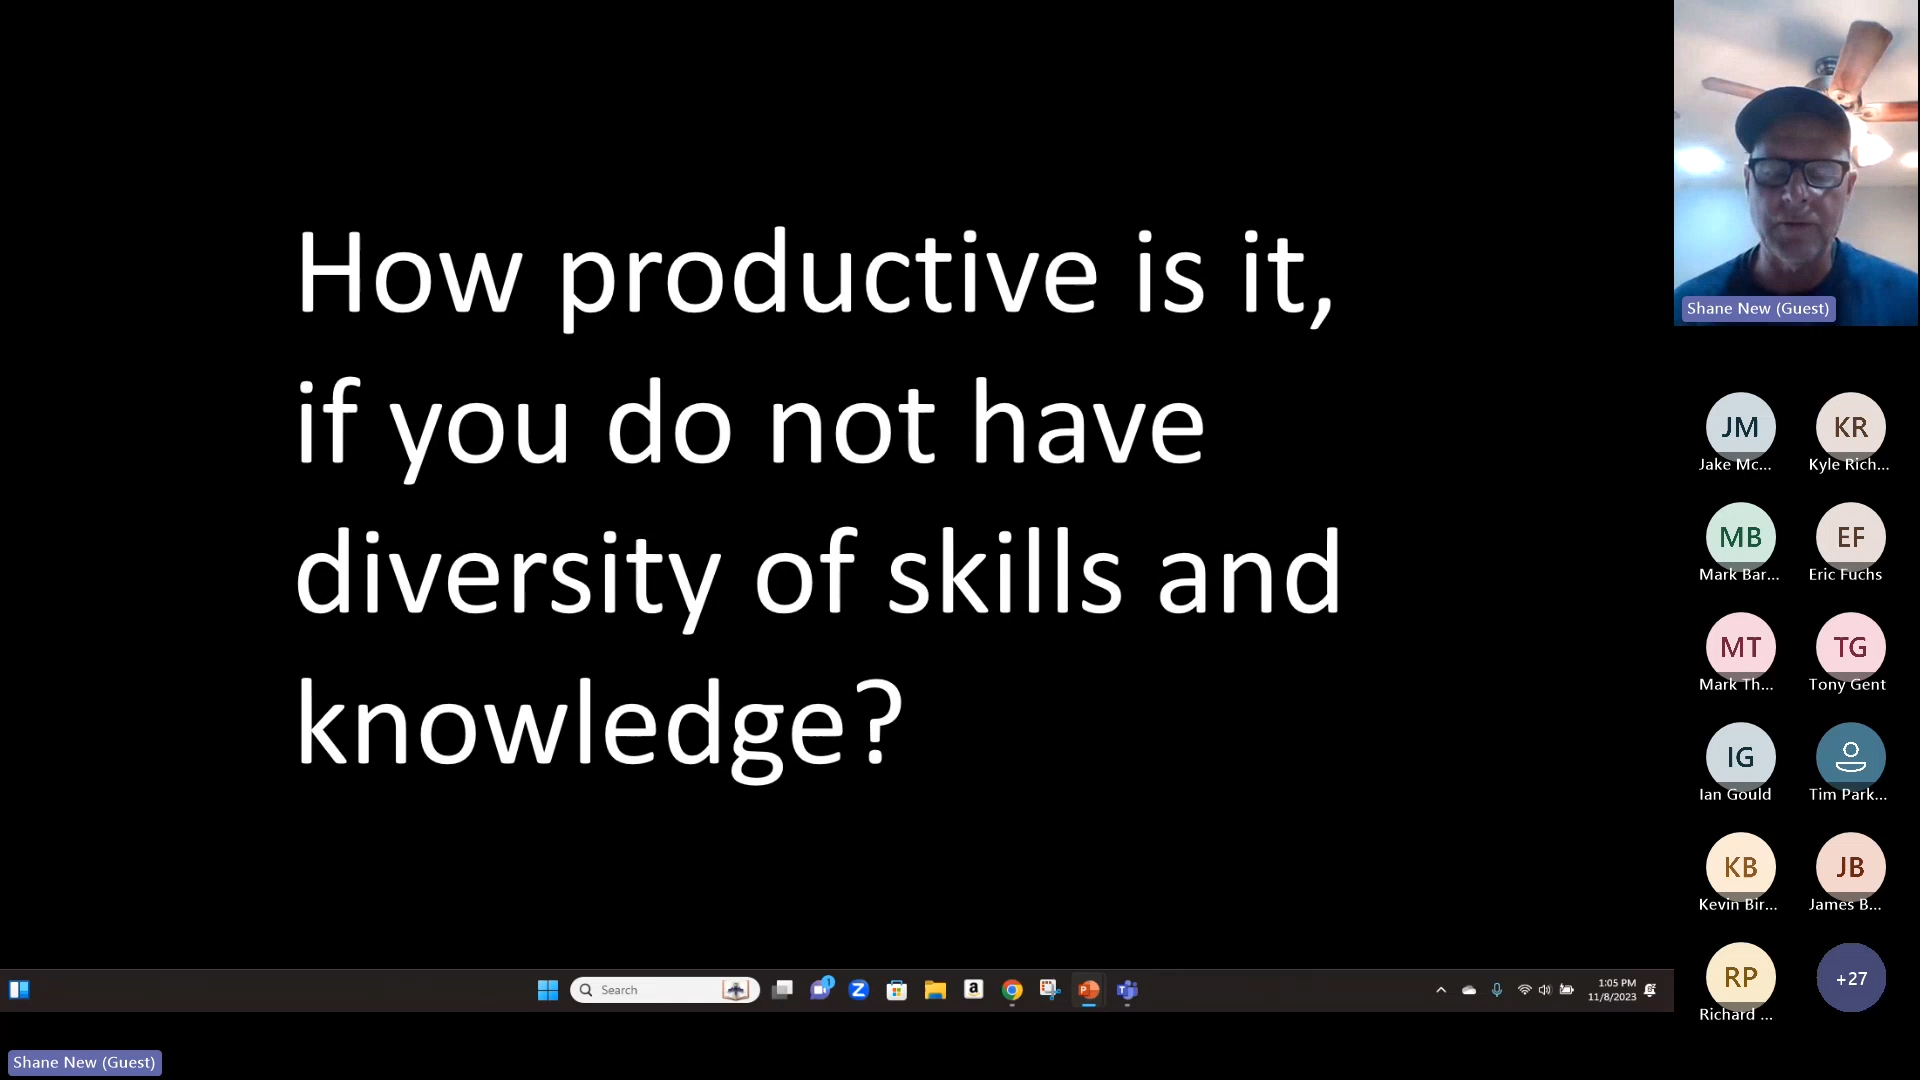 How productive is it,
if you do not have
diversity of skills and
knowledge?
Shane New (Guest)
JM
KR
Jake Mc...
Kyle Rich...
MB
EF
Mark Bar...
Eric Fuchs
MT
TG
Mark Th...
Tony Gent
IG
Ian Gould
Tim Park...
KB
JB
Kevin Bir...
James B...
RP
+27
Richard ...
Search
1:05 PM
11/8/2023
Shane New (Guest)